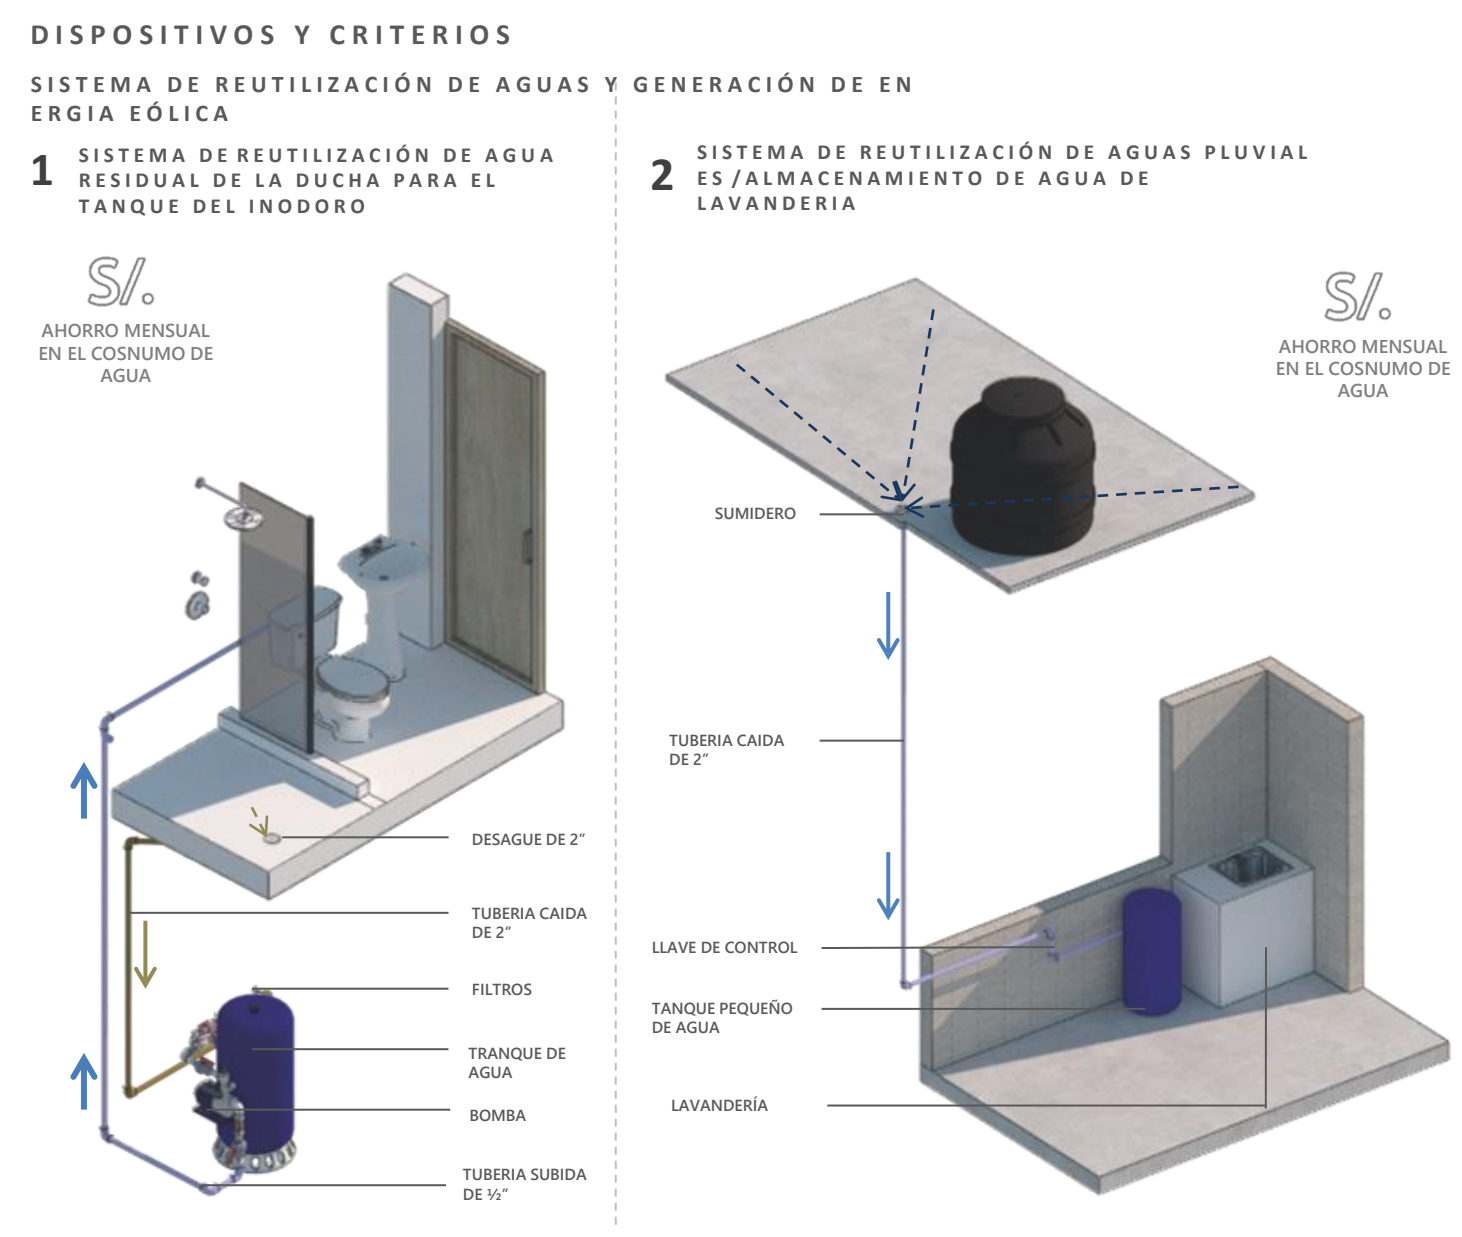 DISPOSITIVOS Y CRITERIOS
SISTEMA DE REUTILIZACIÓN DE AGUAS Y GENERACIÓN DE EN
ERGIA EÓLICA
1
SISTEMA DE REUTILIZACIÓN DE AGUA
RESIDUAL DE LA DUCHA PARA EL
TANQUE DEL INODORO
S/.
AHORRO MENSUAL
EN EL COSNUMO DE
AGUA
DESAGUE DE 2”
TUBERIA CAIDA
DE 2”
FILTROS
TRANQUE DE
AGUA
BOMBA
TUBERIA SUBIDA
DE ½”
2
SISTEMA DE REUTILIZACIÓN DE AGUAS PLUVIAL
ES /ALMACENAMIENTO DE AGUA DE
LAVANDERIA
S/.
AHORRO MENSUAL
EN EL COSNUMO DE
AGUA
SUMIDERO
TUBERIA CAIDA
DE 2”
LLAVE DE CONTROL
TANQUE PEQUEÑO
DE AGUA
LAVANDERÍA